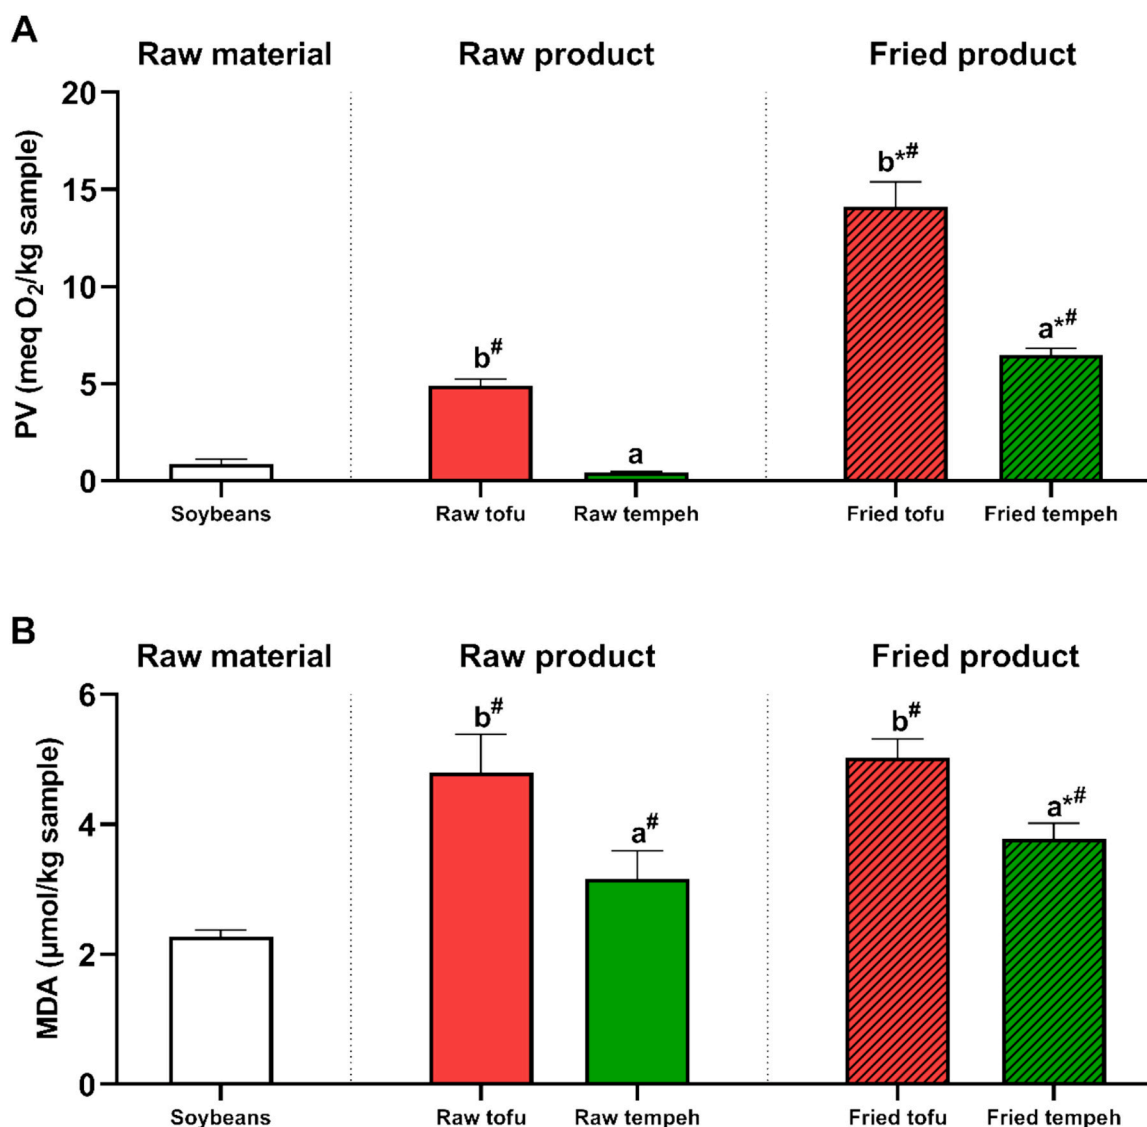 A
Raw material Raw product Fried product
PV (meq O₂/kg sample)
20
15
10
5
0
b#
a
b*#
a*#
Soybeans Raw tofu Raw tempeh Fried tofu Fried tempeh
B
Raw material Raw product Fried product
MDA (µmol/kg sample)
6
4
2
0
b#
a#
b#
a*#
Soybeans Raw tofu Raw tempeh Fried tofu Fried tempeh